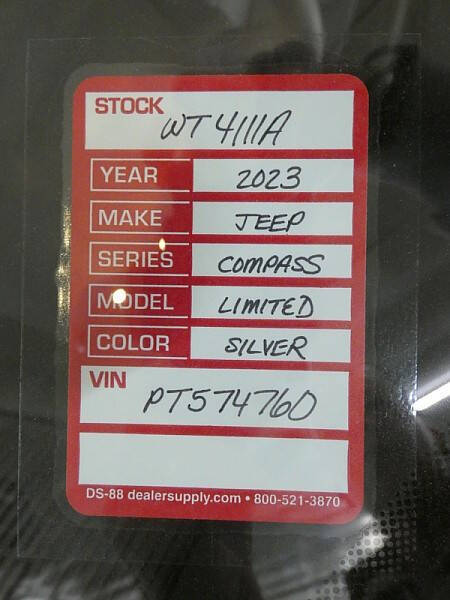 STOCK
WT4111A
YEAR 2023
MAKE JEEP
SERIES COMPASS
MODEL LIMITED
COLOR SILVER
VIN
PT574760
DS-88 dealersupply.com • 800-521-3870